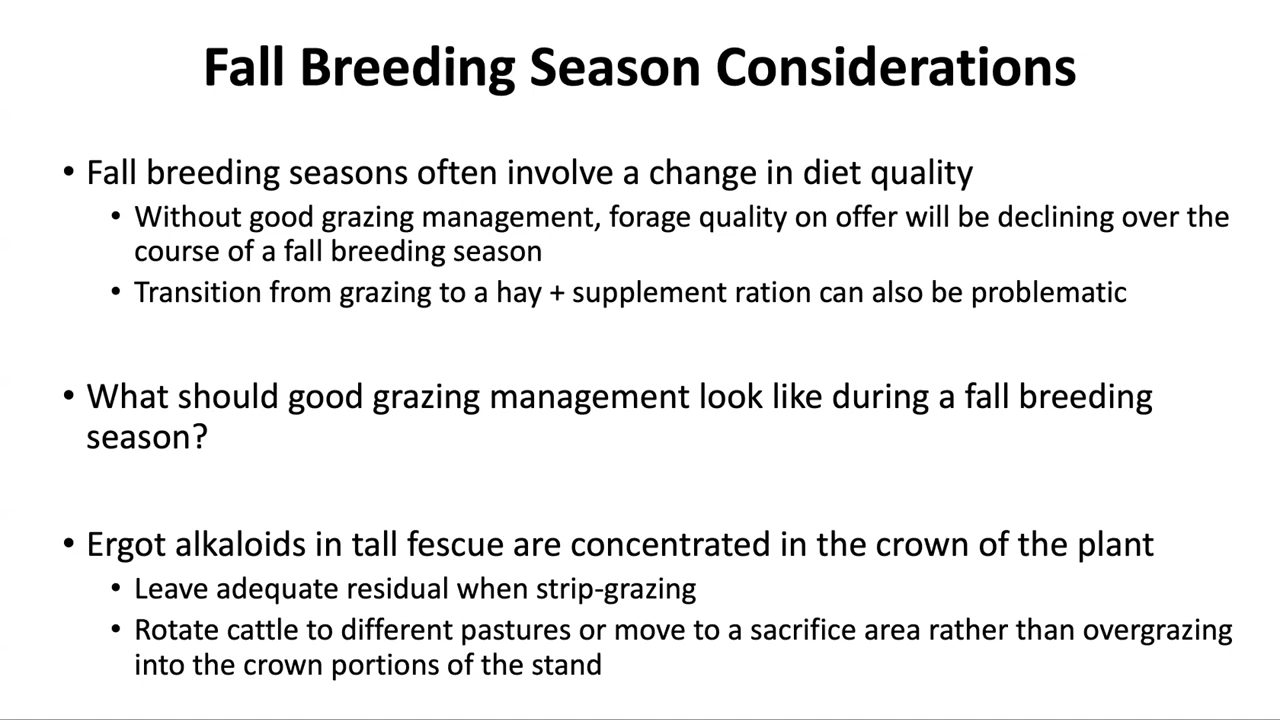 Fall Breeding Season Considerations
• Fall breeding seasons often involve a change in diet quality
• Without good grazing management, forage quality on offer will be declining over the
course of a fall breeding season
• Transition from grazing to a hay + supplement ration can also be problematic
• What should good grazing management look like during a fall breeding
season?
• Ergot alkaloids in tall fescue are concentrated in the crown of the plant
• Leave adequate residual when strip-grazing
• Rotate cattle to different pastures or move to a sacrifice area rather than overgrazing
into the crown portions of the stand